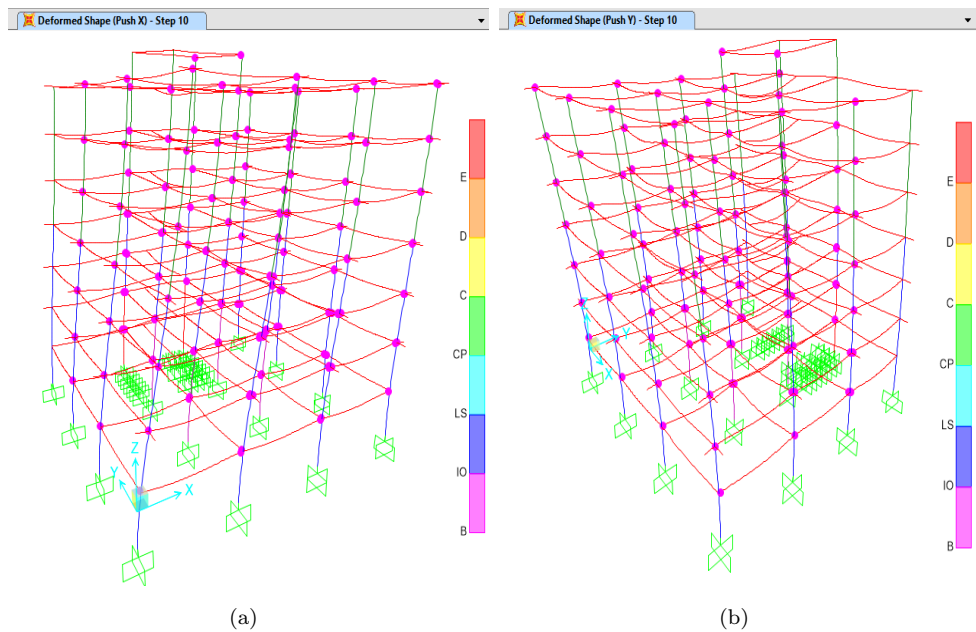 Deformed Shape (Push X) - Step 10
E
D
C
CP
LS
IO
B
Z
Y
X
(a)
Deformed Shape (Push Y) - Step 10
E
D
C
CP
LS
IO
B
Y
X
(b)